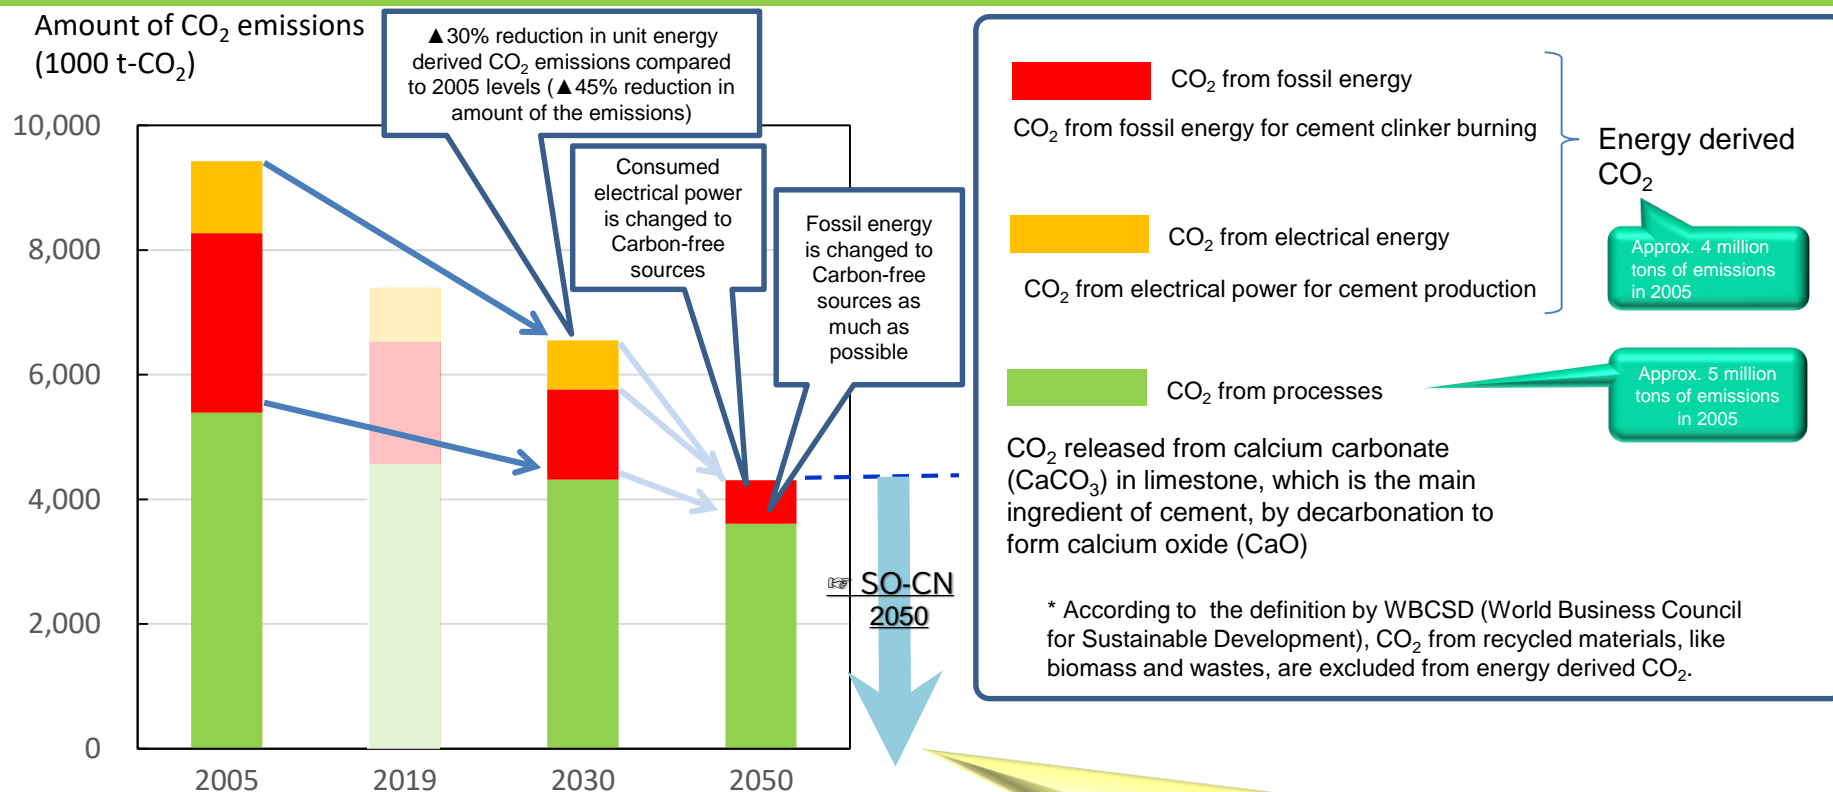 Amount of CO₂ emissions
(1000 t-CO₂)
▲30% reduction in unit energy
derived CO₂ emissions compared
to 2005 levels (▲45% reduction in
amount of the emissions)
Consumed
electrical power
is changed to
Carbon-free
sources
Fossil energy
is changed to
Carbon-free
sources as
much as
possible
10,000
8,000
6,000
4,000
2,000
0
2005
2019
2030
2050
☞ SO-CN
2050
CO₂ from fossil energy
CO₂ from fossil energy for cement clinker burning
CO₂ from electrical energy
CO₂ from electrical power for cement production
Energy derived
CO₂
Approx. 4 million
tons of emissions
in 2005
CO₂ from processes
Approx. 5 million
tons of emissions
in 2005
CO₂ released from calcium carbonate
(CaCO₃) in limestone, which is the main
ingredient of cement, by decarbonation to
form calcium oxide (CaO)
* According to the definition by WBCSD (World Business Council
for Sustainable Development), CO₂ from recycled materials, like
biomass and wastes, are excluded from energy derived CO₂.